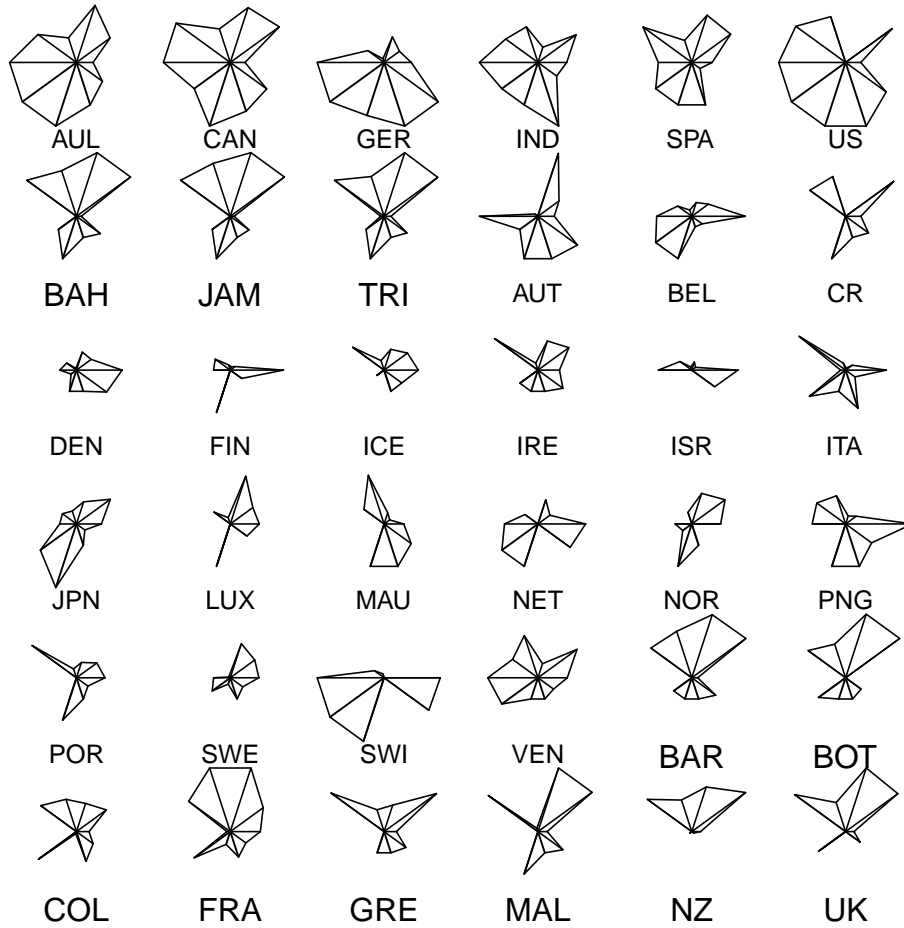 AUL CAN GER IND SPA US
BAH JAM TRI AUT BEL CR
DEN FIN ICE IRE ISR ITA
JPN LUX MAU NET NOR PNG
POR SWE SWI VEN BAR BOT
COL FRA GRE MAL NZ UK